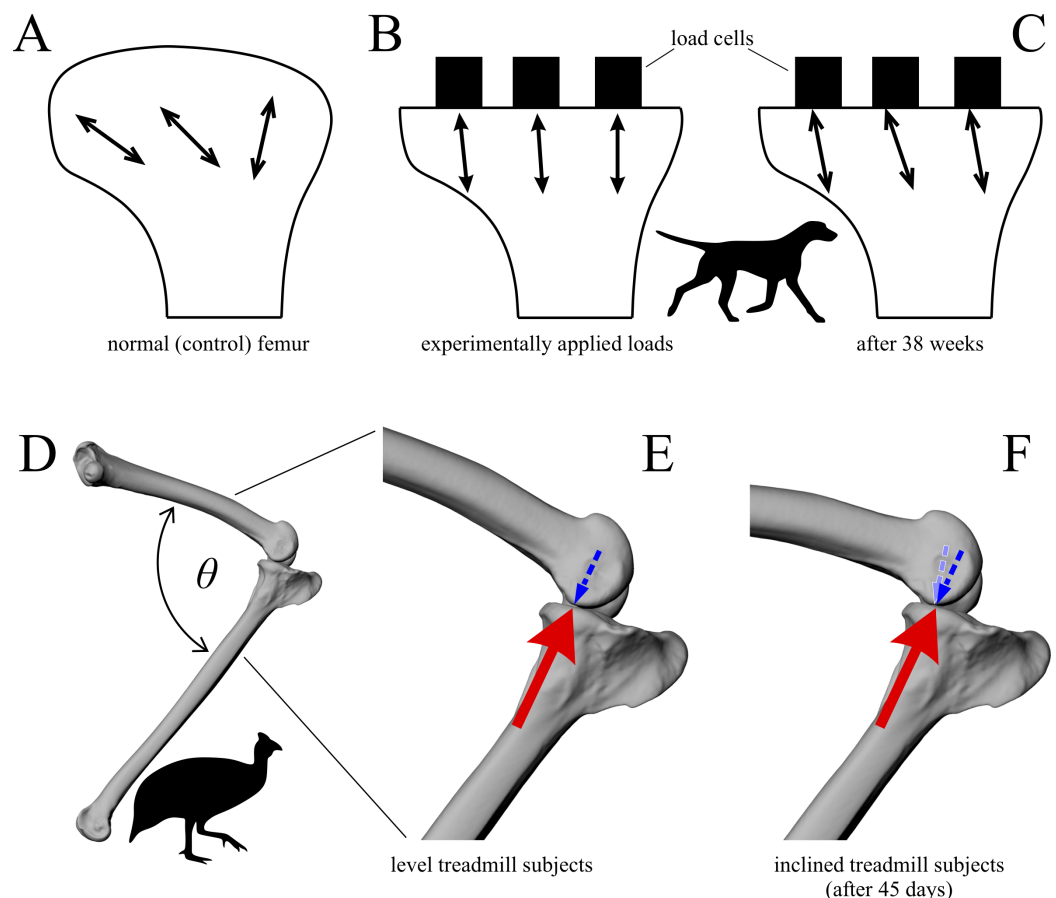 A
B
C
load cells
normal (control) femur
experimentally applied loads
after 38 weeks
D
E
F
θ
level treadmill subjects
inclined treadmill subjects
(after 45 days)